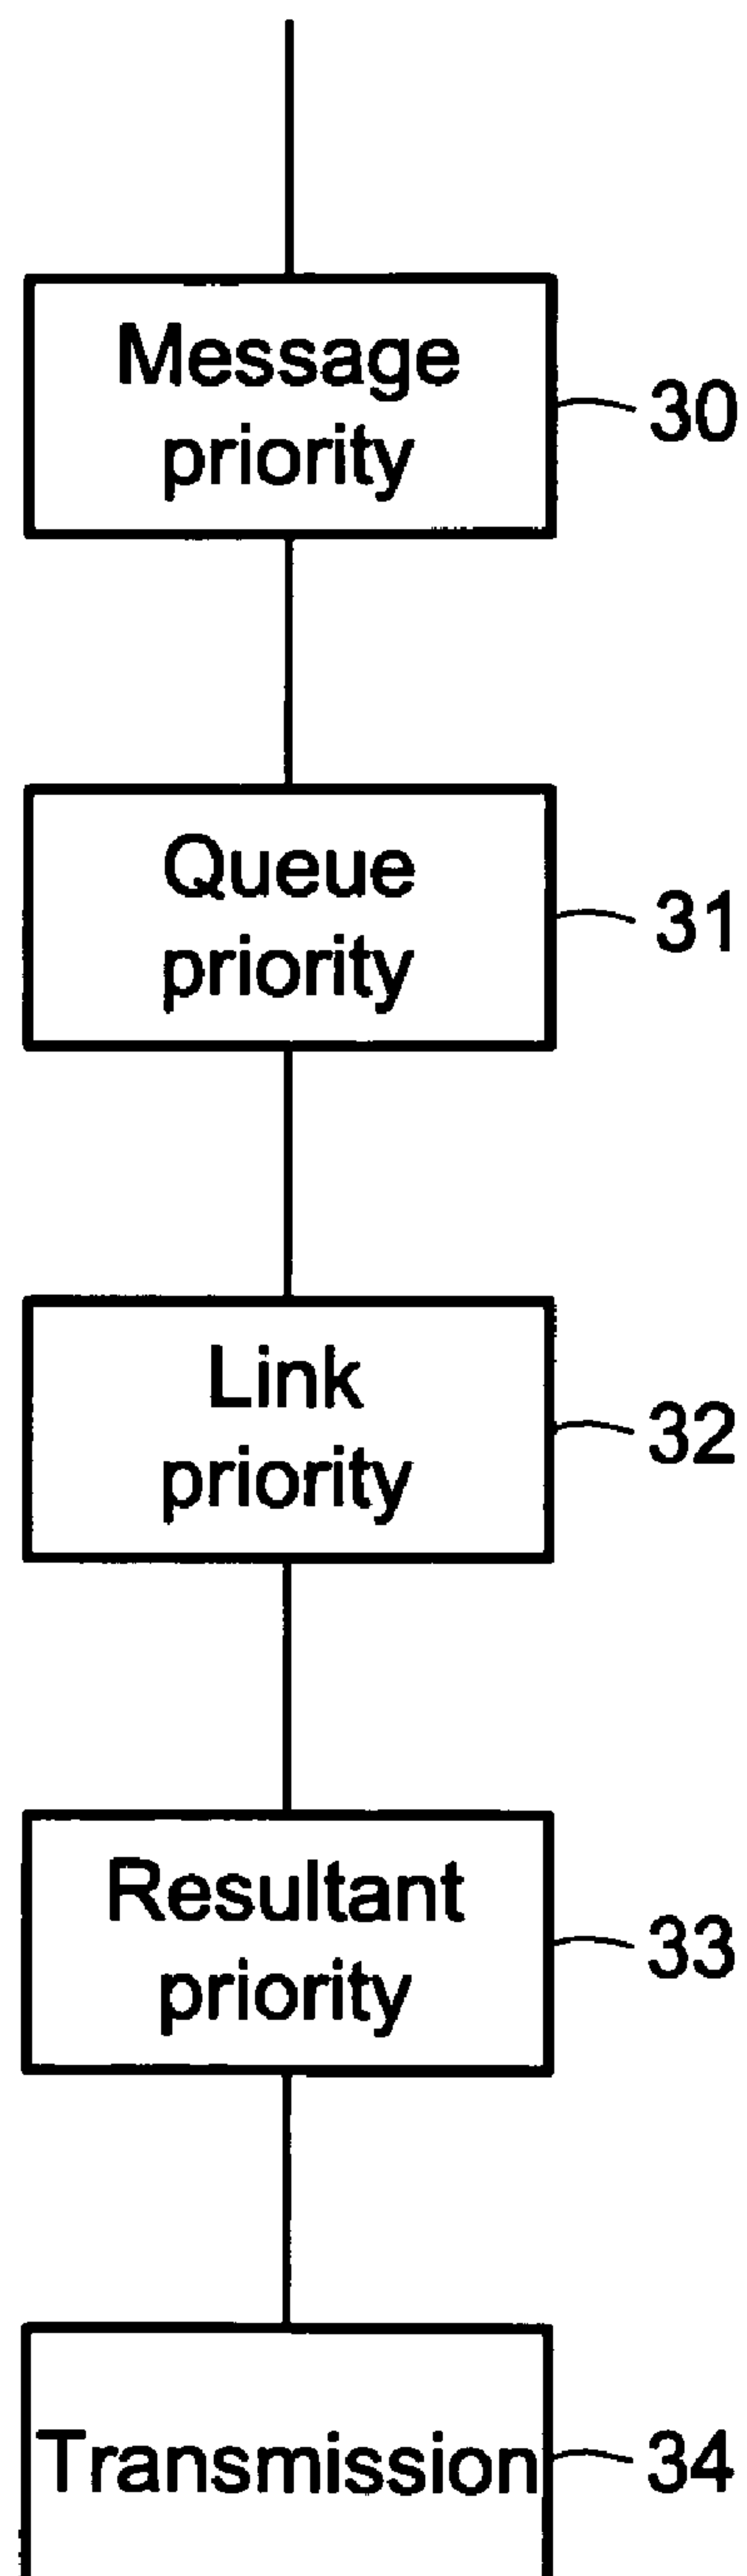 Message
priority
30
Queue
priority
31
Link
priority
32
Resultant
priority
33
Transmission
34